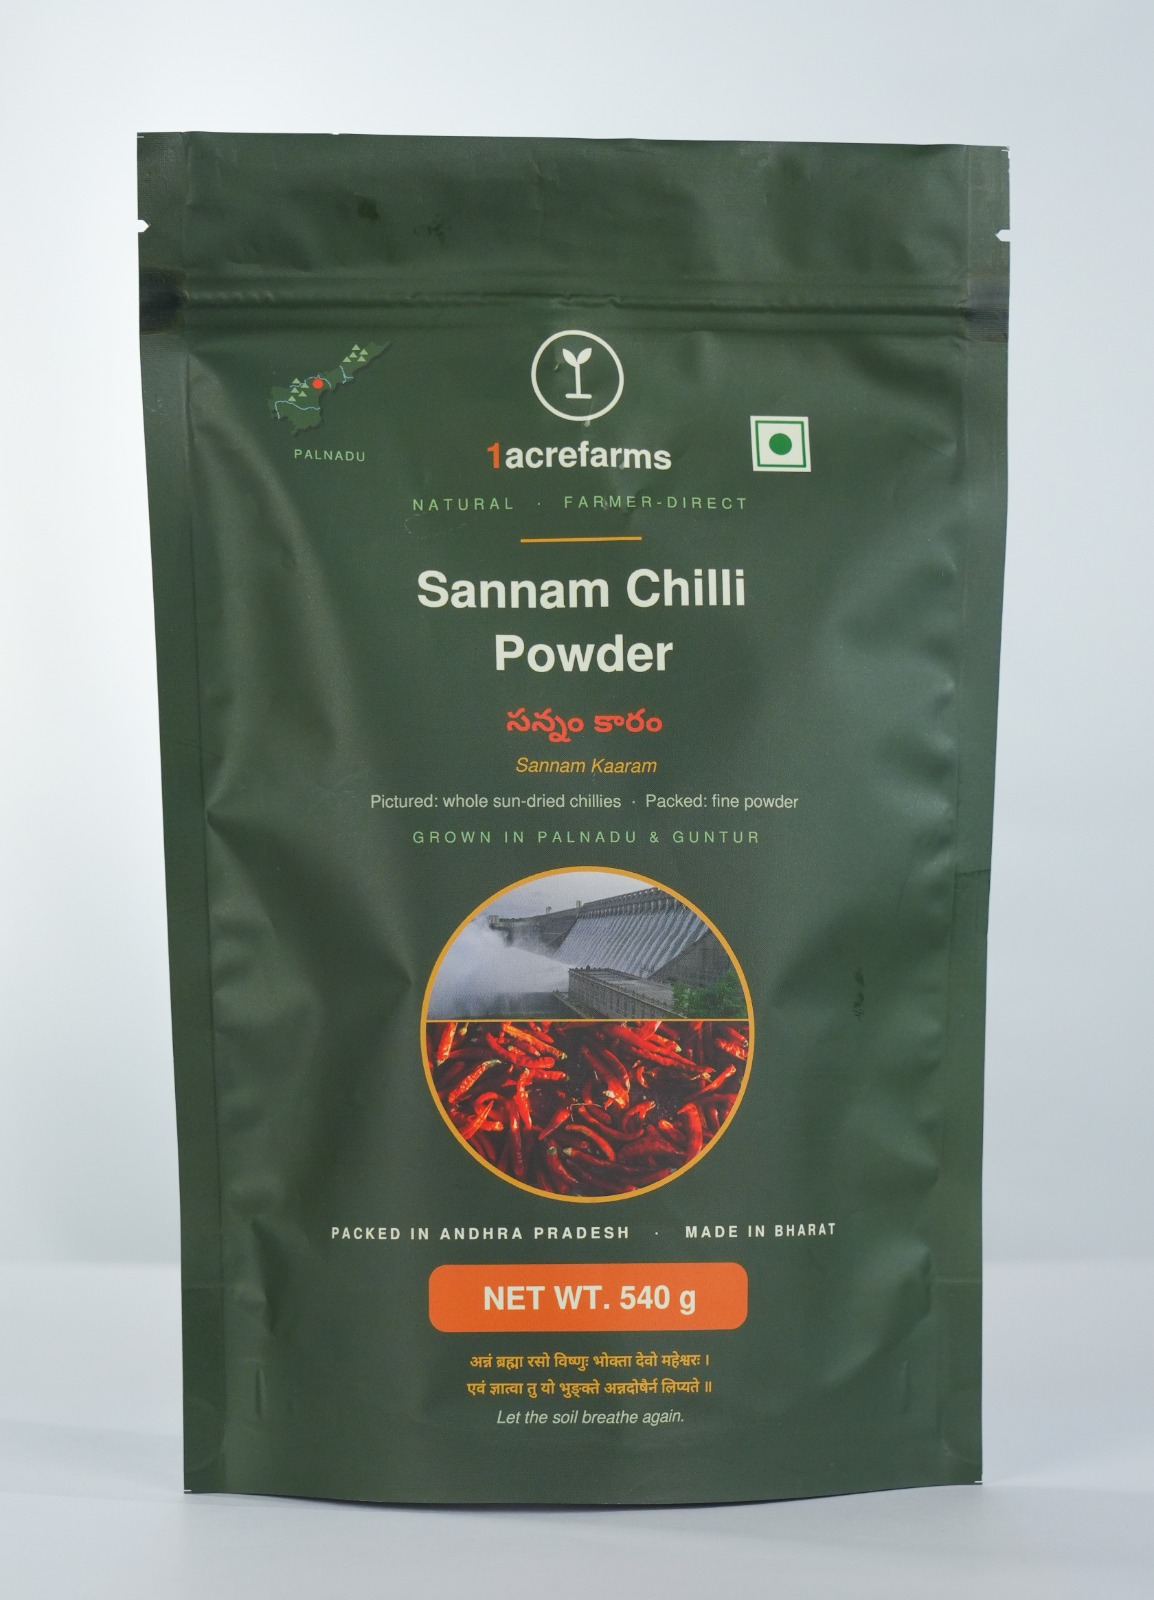 PALNADU
1acrefarms
NATURAL · FARMER-DIRECT
Sannam Chilli
Powder
సన్నం కారం
Sannam Kaaram
Pictured: whole sun-dried chillies · Packed: fine powder
GROWN IN PALNADU & GUNTUR
PACKED IN ANDHRA PRADESH · MADE IN BHARAT
NET WT. 540 g
अन्नं ब्रह्मा रसो विष्णुः भोक्ता देवो महेश्वरः ।
एवं ज्ञात्वा तु यो भुङ्क्ते अन्नदोषैर्न लिप्यते ॥
Let the soil breathe again.